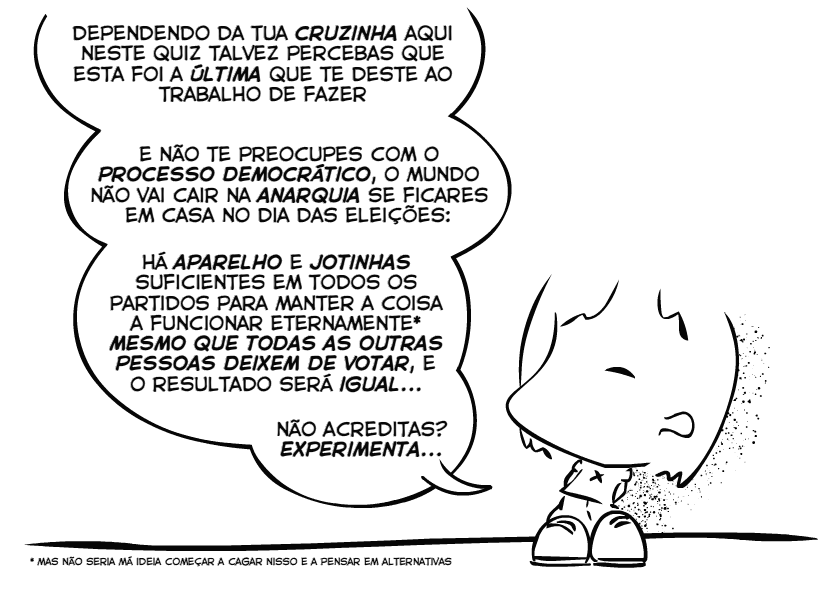 DEPENDENDO DA TUA CRUZINHA AQUI
NESTE QUIZ TALVEZ PERCEBAS QUE
ESTA FOI A ÚLTIMA QUE TE DESTE AO
TRABALHO DE FAZER
E NÃO TE PREOCUPES COM O
PROCESSO DEMOCRÁTICO, O MUNDO
NÃO VAI CAIR NA ANARQUIA SE FICARES
EM CASA NO DIA DAS ELEIÇÕES:
HÁ APARELHO E JOTINHAS
SUFICIENTES EM TODOS OS
PARTIDOS PARA MANTER A COISA
A FUNCIONAR ETERNAMENTE*
MESMO QUE TODAS AS OUTRAS
PESSOAS DEIXEM DE VOTAR, E
O RESULTADO SERÁ IGUAL...
NÃO ACREDITAS?
EXPERIMENTA...
* MAS NÃO SERIA MÁ IDEIA COMEÇAR A CAGAR NISSO E A PENSAR EM ALTERNATIVAS